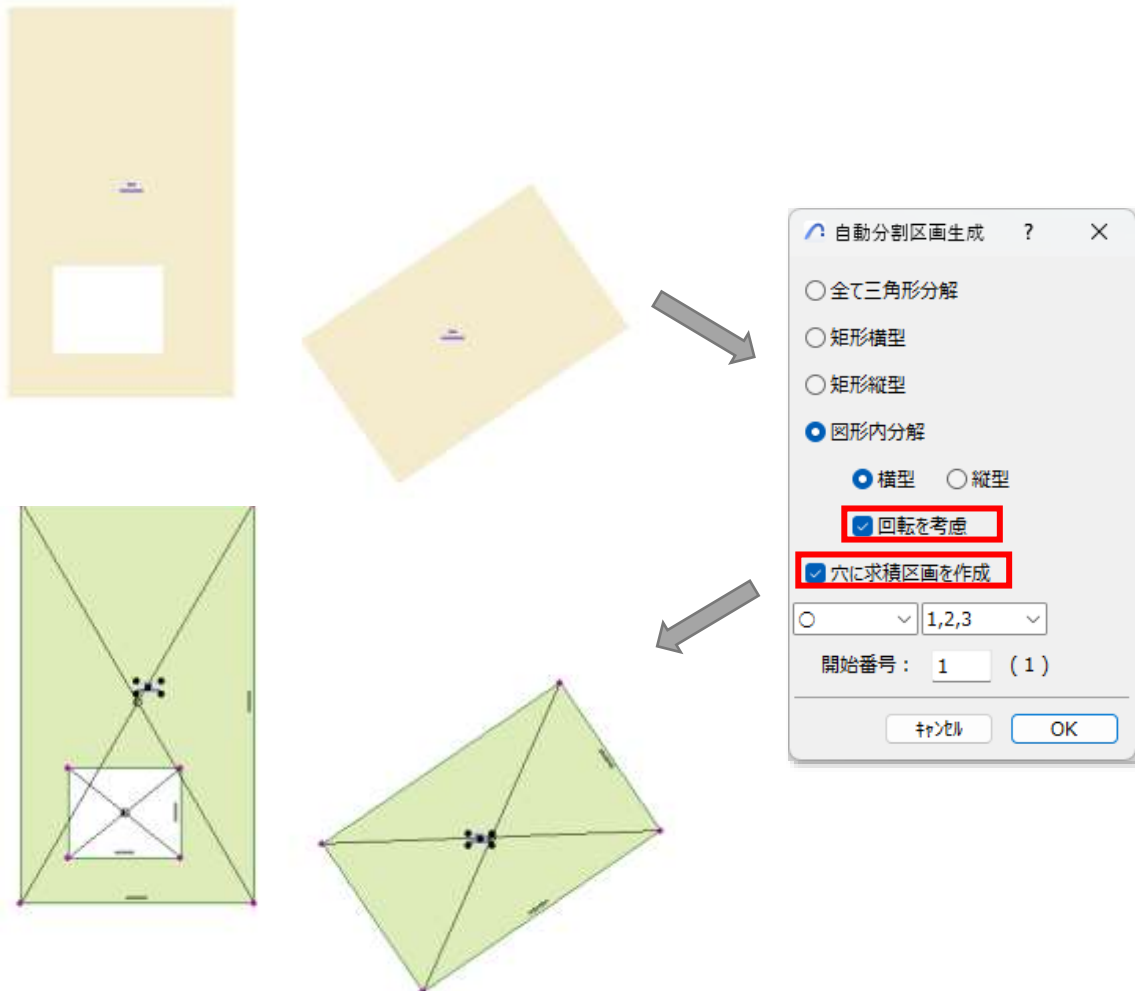 自動分割区画生成 ?
全て三角形分解
矩形横型
矩形縦型
図形内分解
横型 縦型
回転を考慮
穴に求積区画を作成
○ 1,2,3
開始番号： 1 ( 1 )
ｷｬﾝｾﾙ OK